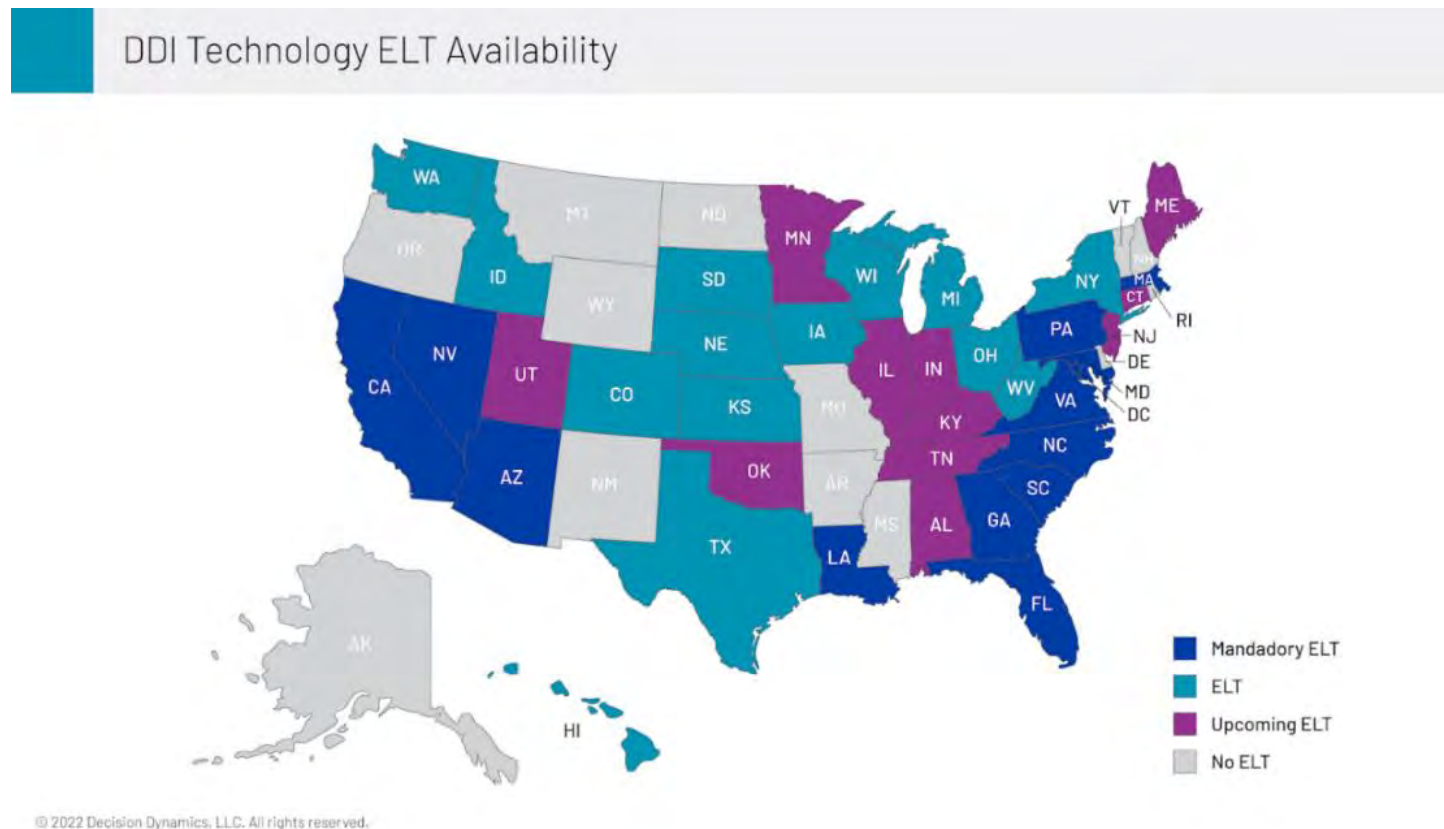 DDI Technology ELT Availability
WA
MT
ND
MN
VT
ME
OR
ID
SD
WI
MI
NY
NH
MA
CT
RI
WY
NE
IA
PA
NJ
DE
MD
DC
NV
UT
CO
KS
MO
IL
IN
OH
WV
VA
CA
KY
NC
AZ
NM
OK
AR
TN
SC
TX
LA
MS
AL
GA
FL
AK
HI
Mandadory ELT
ELT
Upcoming ELT
No ELT
© 2022 Decision Dynamics, LLC. All rights reserved.